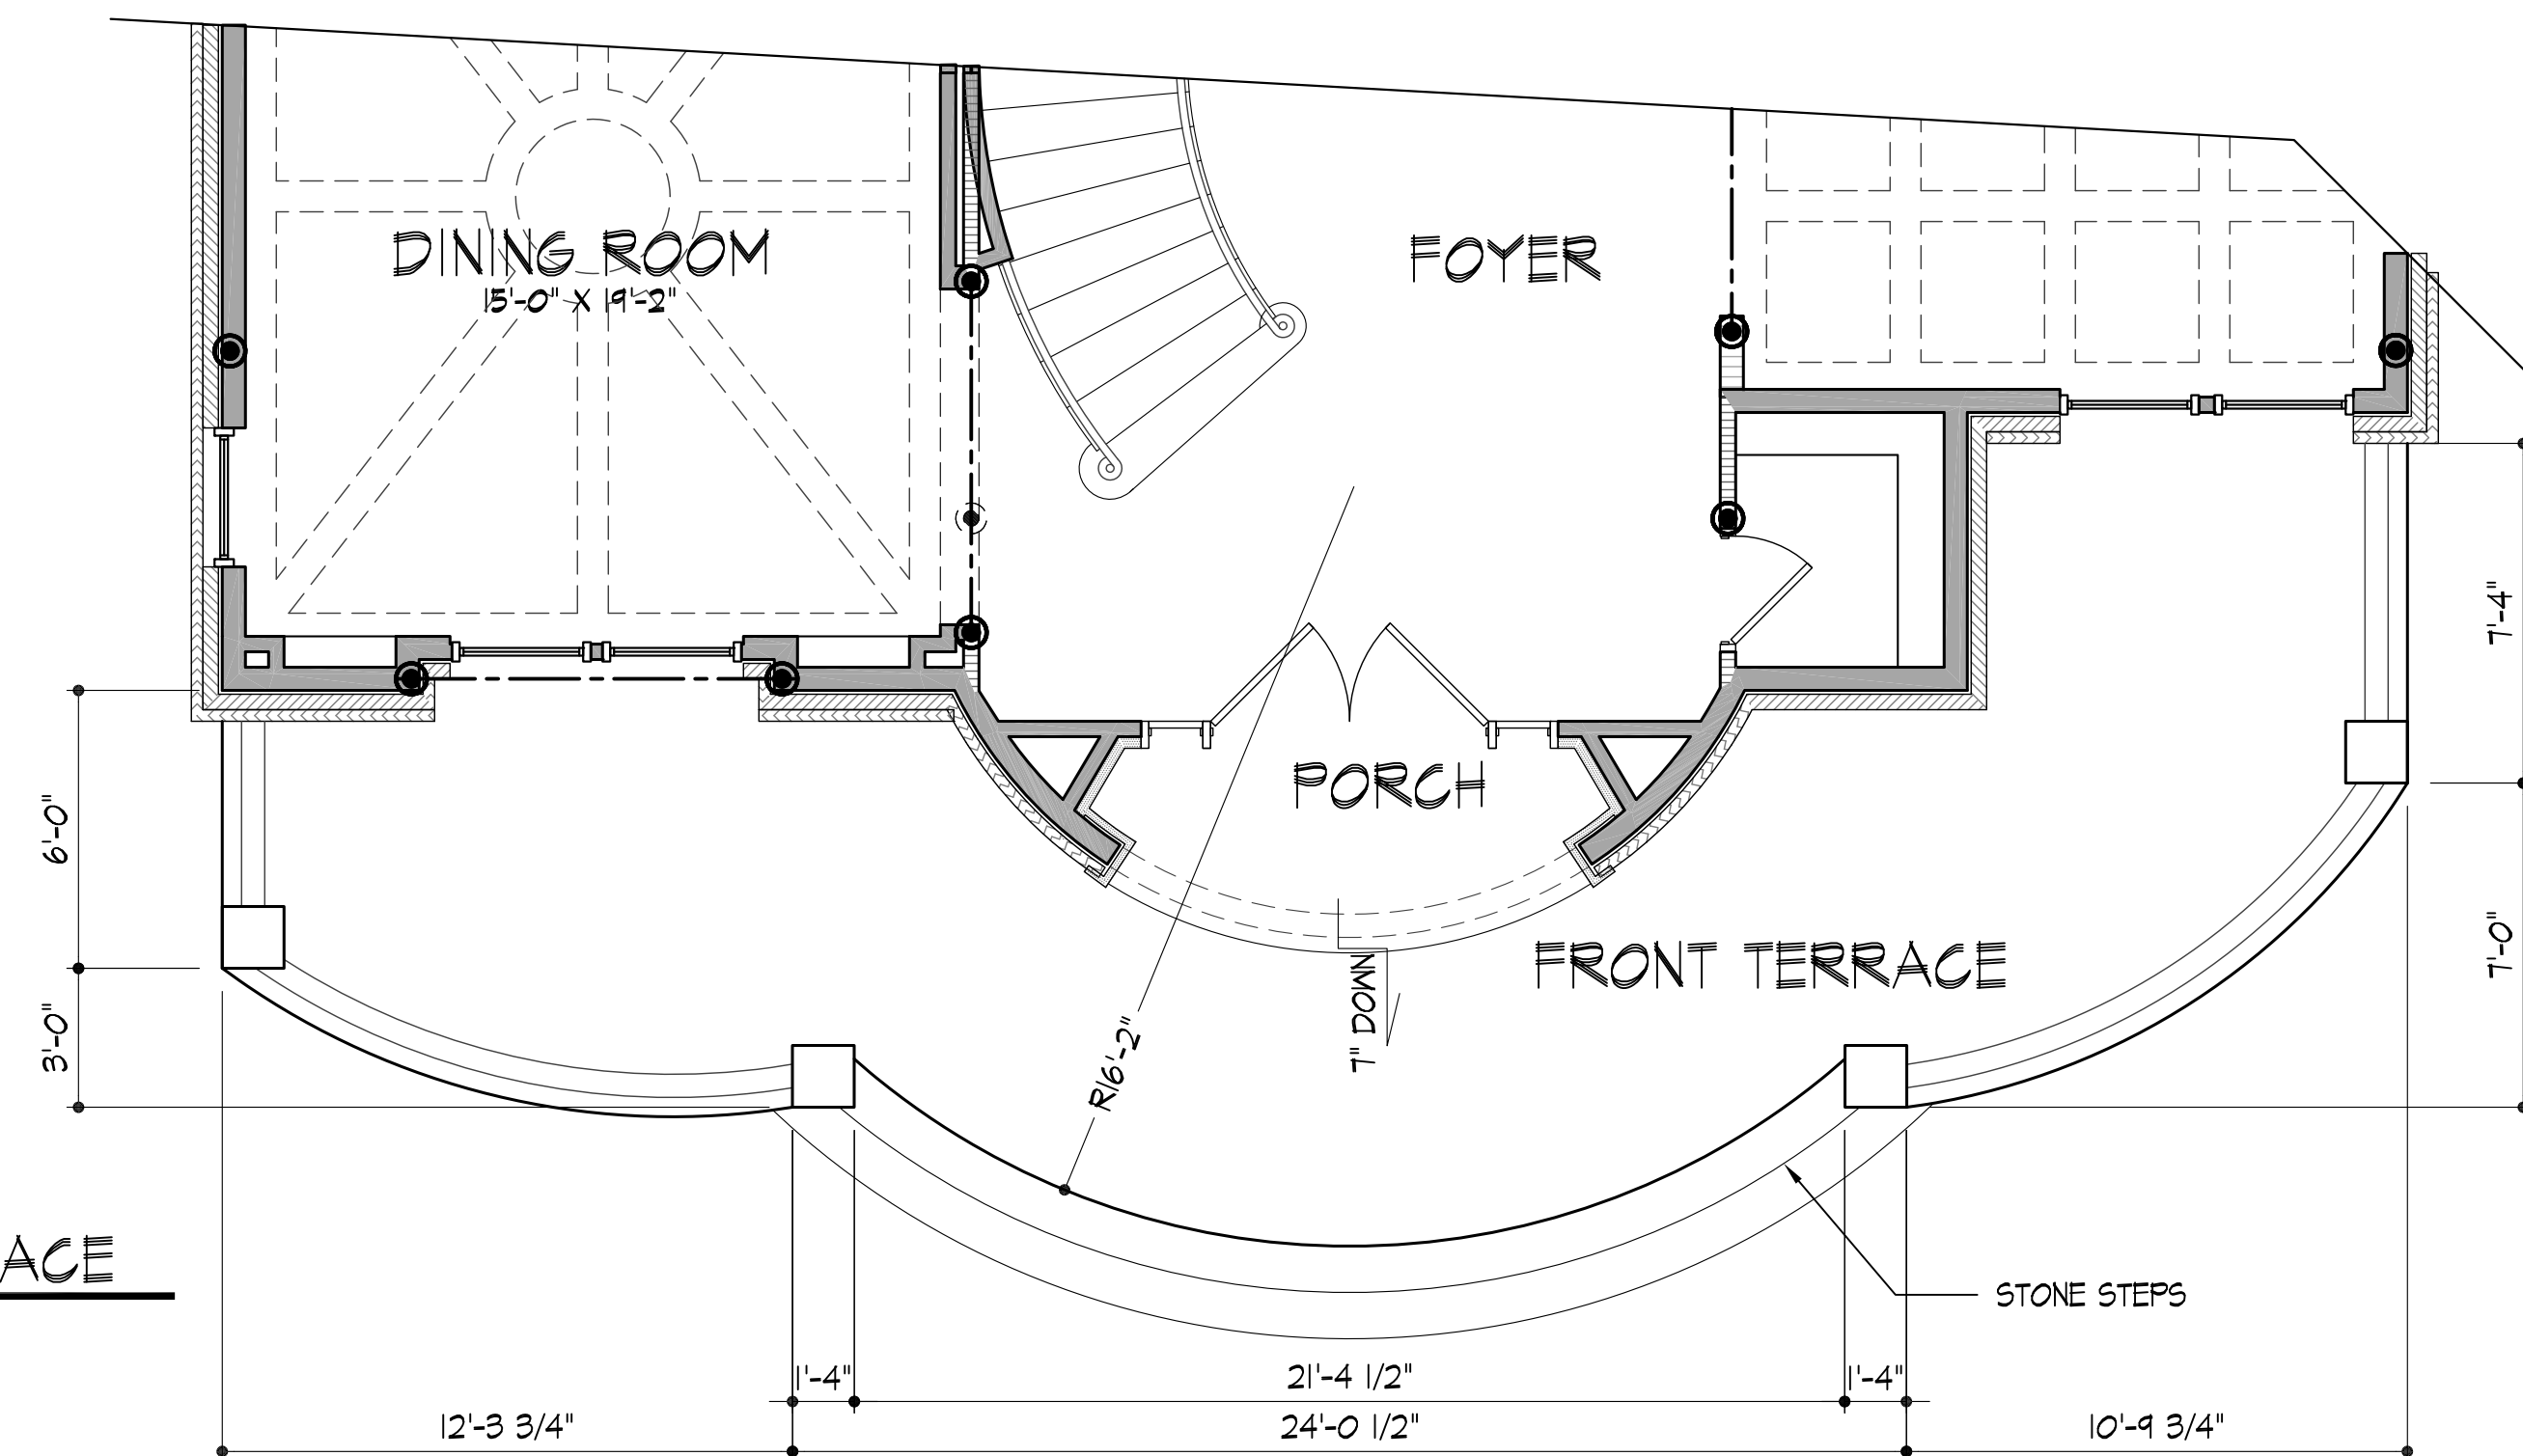 DINING ROOM
15'-0" X 19'-2"
FOYER
PORCH
FRONT TERRACE
7'-4"
6'-0"
7'-0"
3'-0"
7" DOWN
R16'-2"
ACE
STONE STEPS
1'-4"
21'-4 1/2"
1'-4"
12'-3 3/4"
24'-0 1/2"
10'-9 3/4"